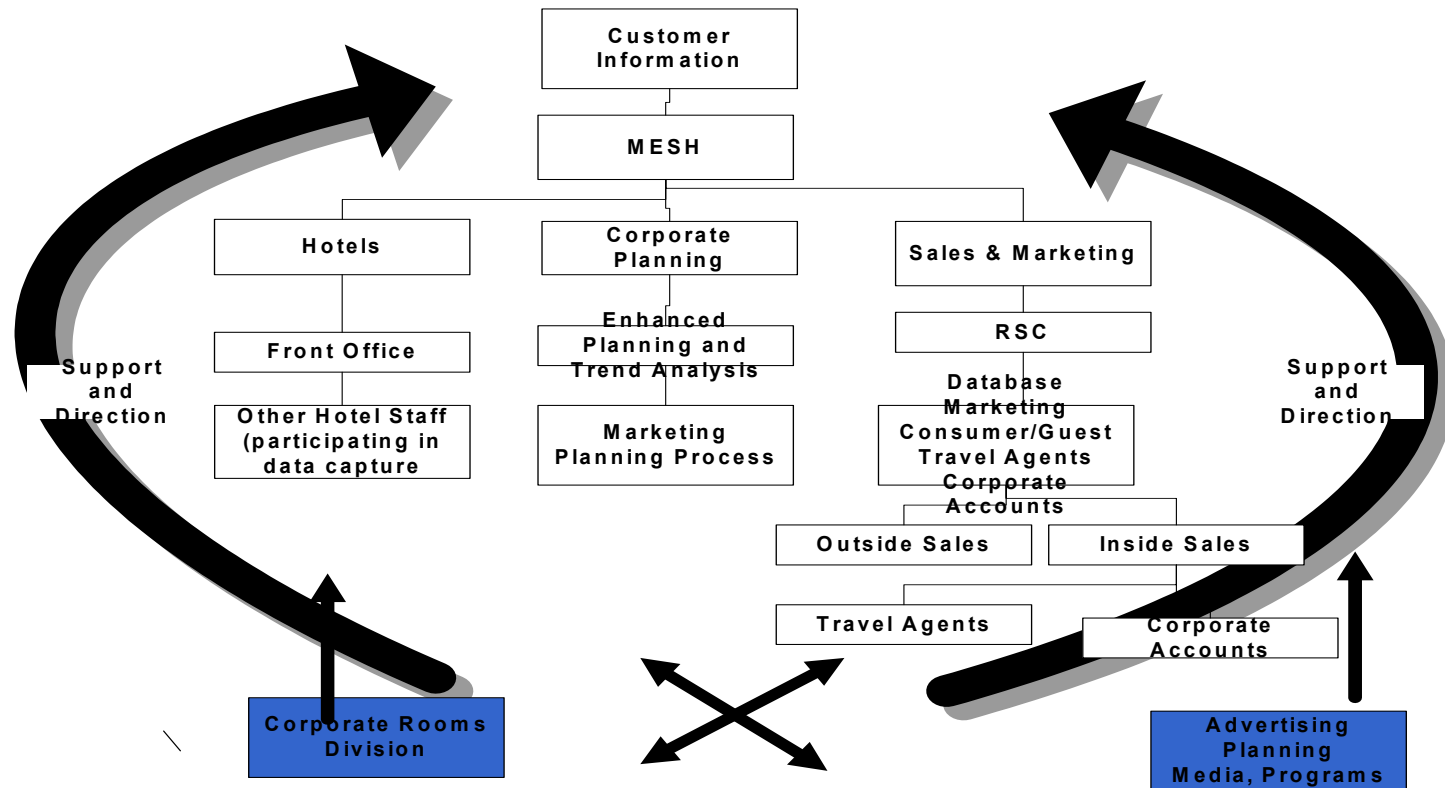 Customer
Information
MESH
Hotels
Corporate
Planning
Sales & Marketing
Front Office
Enhanced
Planning and
Trend Analysis
RSC
Support
and
Direction
Other Hotel Staff
(participating in
data capture
Marketing
Planning Process
Database
Marketing
Consumer/Guest
Travel Agents
Corporate
Accounts
Support
and
Direction
Outside Sales
Inside Sales
Travel Agents
Corporate
Accounts
Corporate Rooms
Division
Advertising
Planning
Media, Programs